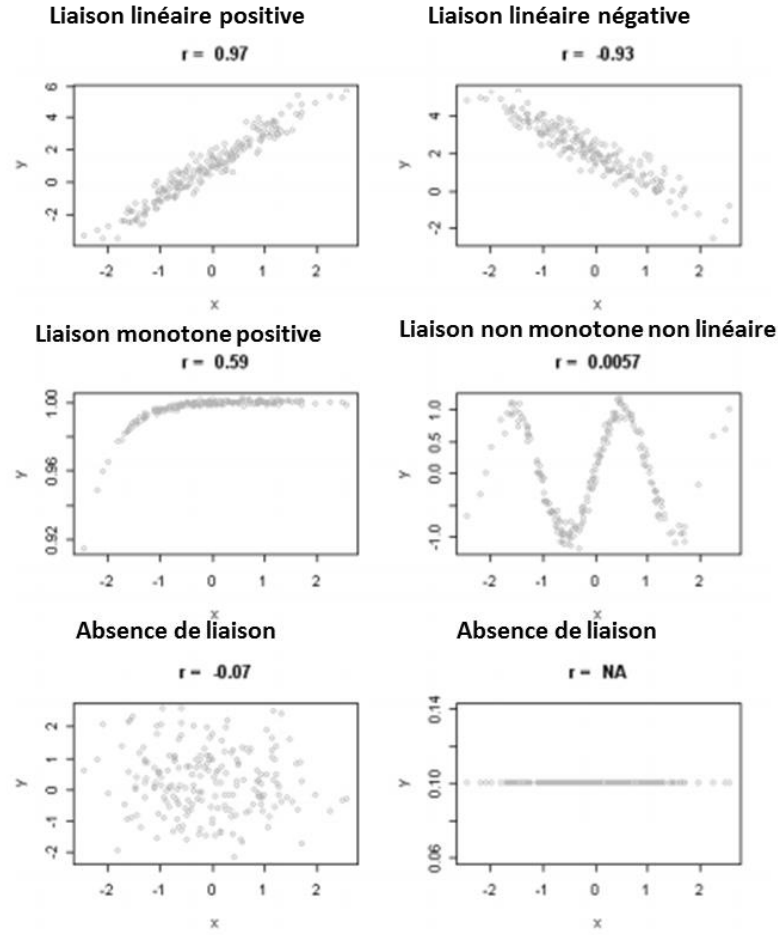 Liaison linéaire positive
r = 0.97
6
4
2
0
-2
y
-2 -1 0 1 2
x
Liaison linéaire négative
r = -0.93
4
2
0
-2
y
-2 -1 0 1 2
x
Liaison monotone positive
r = 0.59
1.00
0.96
0.92
y
-2 -1 0 1 2
x
Liaison non monotone non linéaire
r = 0.0057
1.0
0.5
0.0
-1.0
y
-2 -1 0 1 2
x
Absence de liaison
r = -0.07
2
1
0
-1
-2
y
-2 -1 0 1 2
x
Absence de liaison
r = NA
0.14
0.10
0.06
y
-2 -1 0 1 2
x